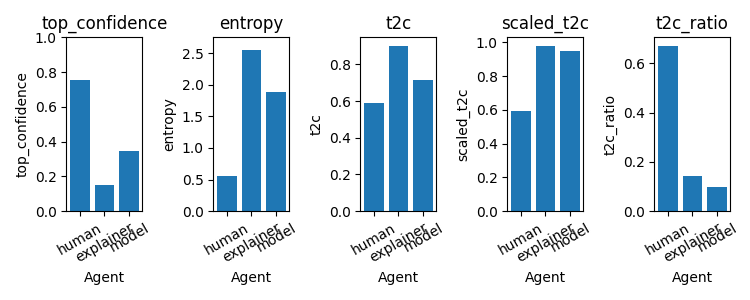 top_confidence
top_confidence
1.0
0.8
0.6
0.4
0.2
0.0
human
explainer
model
Agent
entropy
entropy
2.5
2.0
1.5
1.0
0.5
0.0
human
explainer
model
Agent
t2c
t2c
0.8
0.6
0.4
0.2
0.0
human
explainer
model
Agent
scaled_t2c
scaled_t2c
1.0
0.8
0.6
0.4
0.2
0.0
human
explainer
model
Agent
t2c_ratio
t2c_ratio
0.6
0.4
0.2
0.0
human
explainer
model
Agent